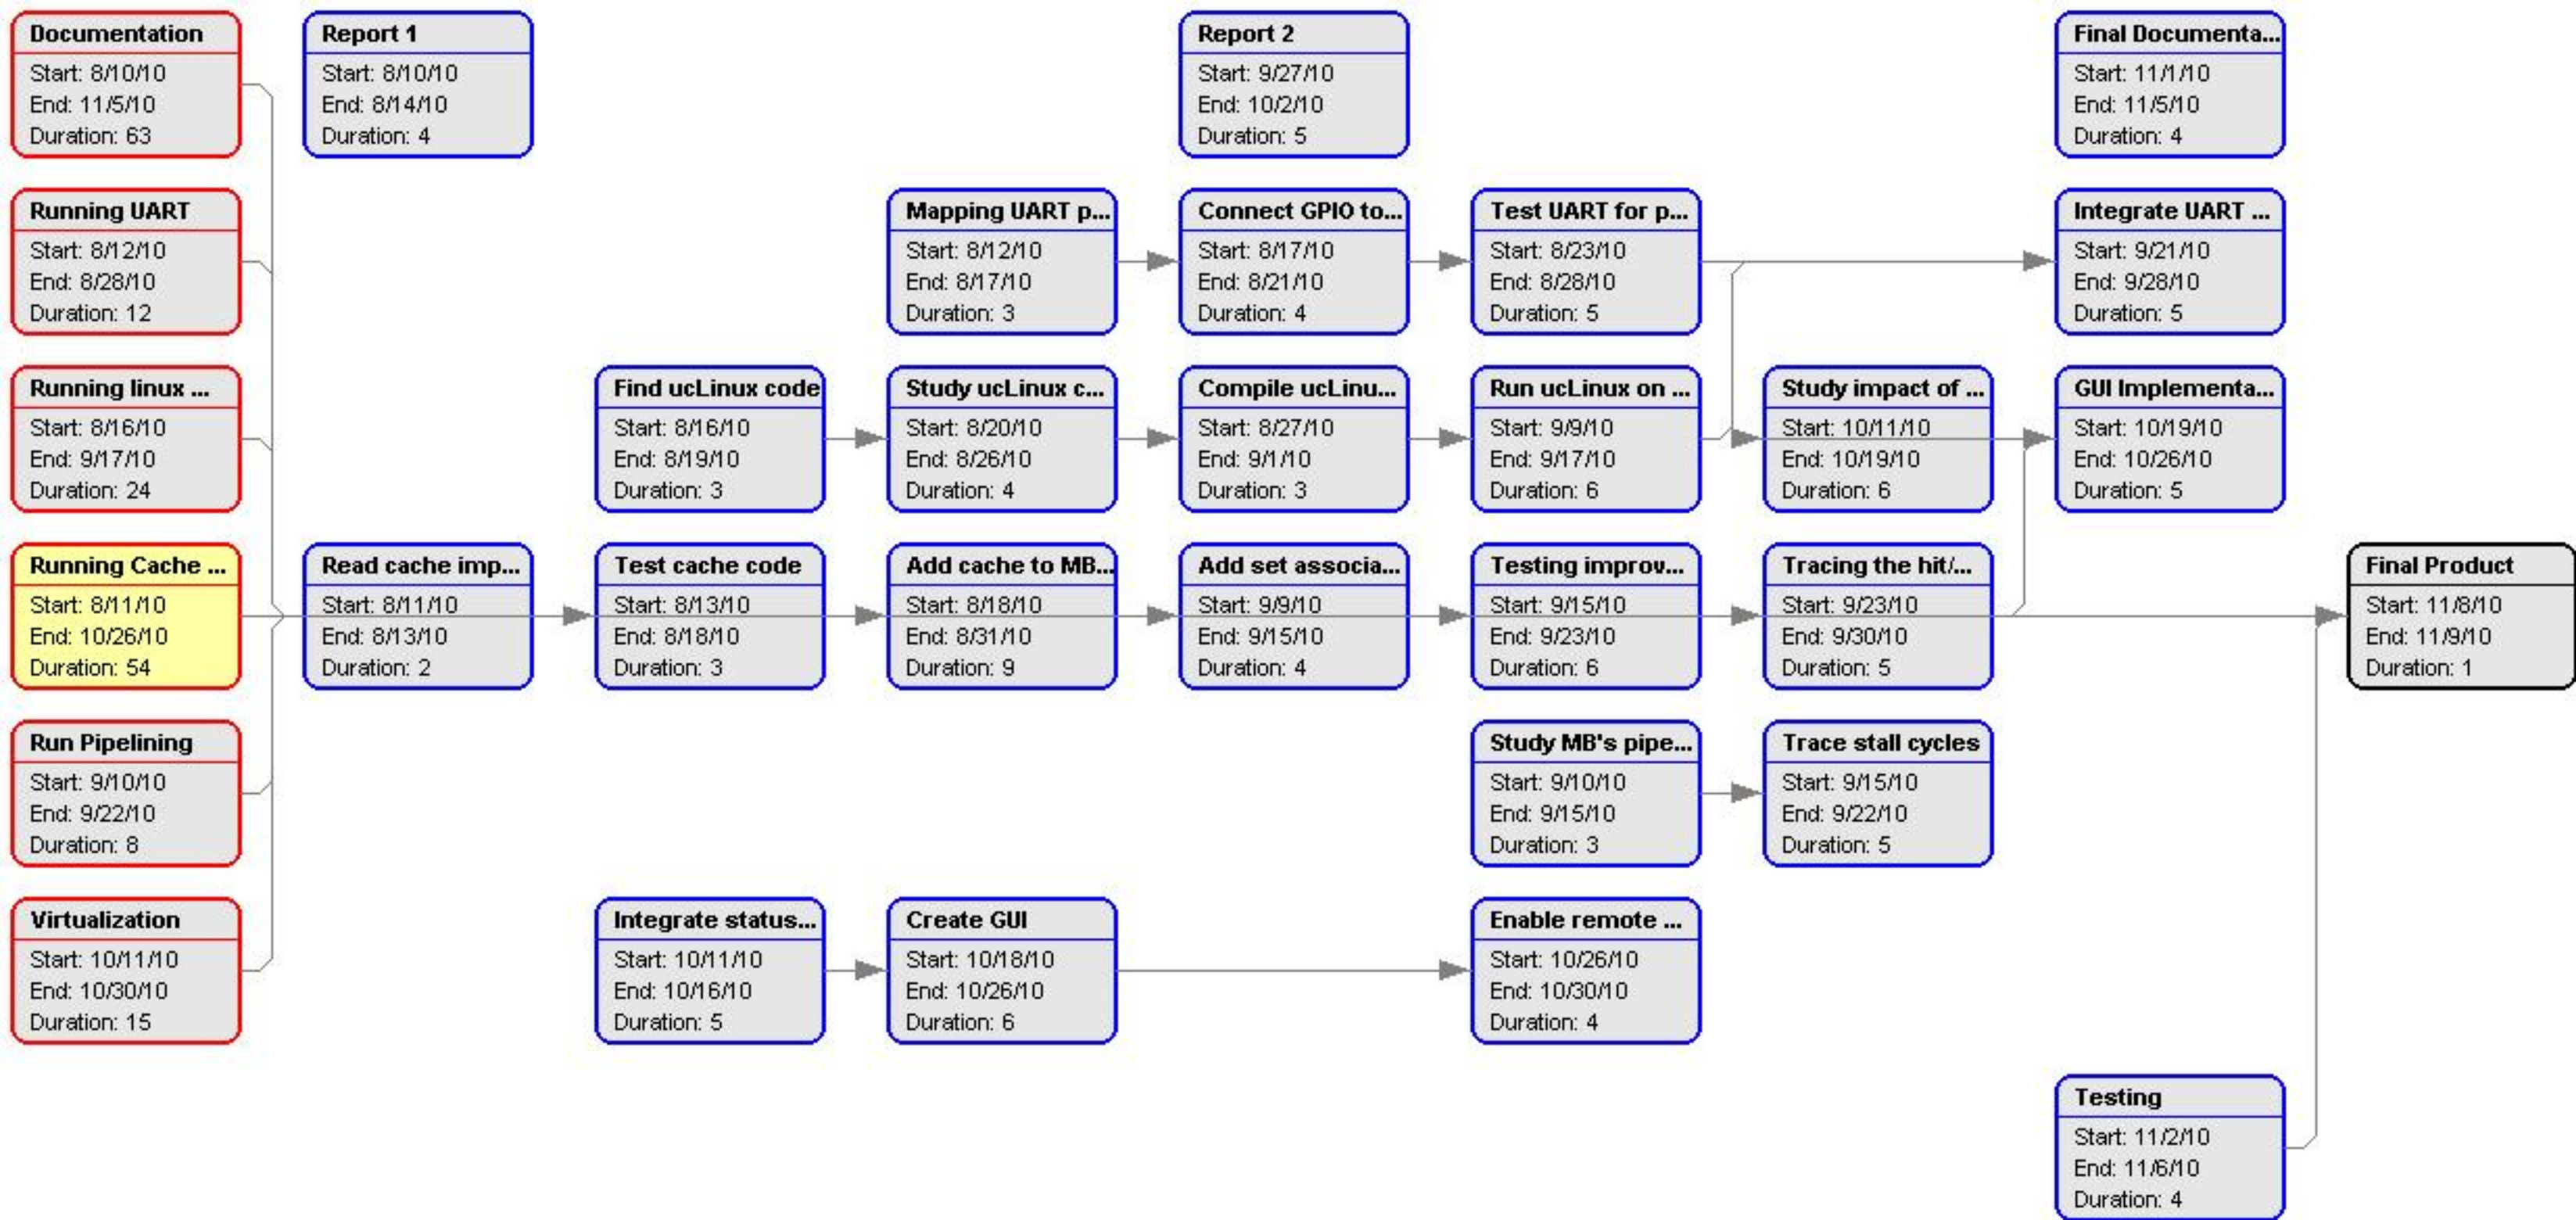 Documentation
Start: 8/10/10
End: 11/5/10
Duration: 63
Report 1
Start: 8/10/10
End: 8/14/10
Duration: 4
Report 2
Start: 9/27/10
End: 10/2/10
Duration: 5
Final Documenta...
Start: 11/1/10
End: 11/5/10
Duration: 4
Running UART
Start: 8/12/10
End: 8/28/10
Duration: 12
Mapping UART p...
Start: 8/12/10
End: 8/17/10
Duration: 3
Connect GPIO to...
Start: 8/17/10
End: 8/21/10
Duration: 4
Test UART for p...
Start: 8/23/10
End: 8/28/10
Duration: 5
Integrate UART ...
Start: 9/21/10
End: 9/28/10
Duration: 5
Running linux ...
Start: 8/16/10
End: 9/17/10
Duration: 24
Find ucLinux code
Start: 8/16/10
End: 8/19/10
Duration: 3
Study ucLinux c...
Start: 8/20/10
End: 8/26/10
Duration: 4
Compile ucLinu...
Start: 8/27/10
End: 9/1/10
Duration: 3
Run ucLinux on ...
Start: 9/9/10
End: 9/17/10
Duration: 6
Study impact of ...
Start: 10/11/10
End: 10/19/10
Duration: 6
GUI Implementa...
Start: 10/19/10
End: 10/26/10
Duration: 5
Running Cache ...
Start: 8/11/10
End: 10/26/10
Duration: 54
Read cache imp...
Start: 8/11/10
End: 8/13/10
Duration: 2
Test cache code
Start: 8/13/10
End: 8/18/10
Duration: 3
Add cache to MB...
Start: 8/18/10
End: 8/31/10
Duration: 9
Add set associa...
Start: 9/9/10
End: 9/15/10
Duration: 4
Testing improv...
Start: 9/15/10
End: 9/23/10
Duration: 6
Tracing the hit/...
Start: 9/23/10
End: 9/30/10
Duration: 5
Final Product
Start: 11/8/10
End: 11/9/10
Duration: 1
Run Pipelining
Start: 9/10/10
End: 9/22/10
Duration: 8
Study MB's pipe...
Start: 9/10/10
End: 9/15/10
Duration: 3
Trace stall cycles
Start: 9/15/10
End: 9/22/10
Duration: 5
Virtualization
Start: 10/11/10
End: 10/30/10
Duration: 15
Integrate status...
Start: 10/11/10
End: 10/16/10
Duration: 5
Create GUI
Start: 10/18/10
End: 10/26/10
Duration: 6
Enable remote ...
Start: 10/26/10
End: 10/30/10
Duration: 4
Testing
Start: 11/2/10
End: 11/6/10
Duration: 4